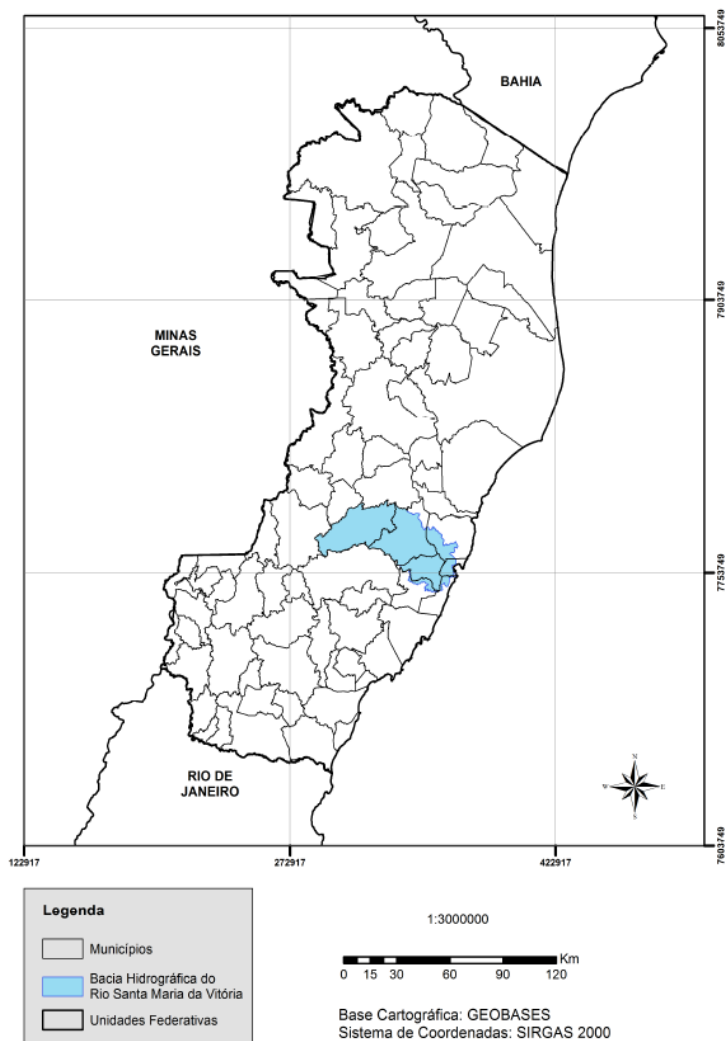 8053749
BAHIA
7903749
MINAS
GERAIS
7753749
RIO DE
JANEIRO
N
W
E
S
7603749
122917
272917
422917
Legenda
Municípios
Bacia Hidrográfica do
Rio Santa Maria da Vitória
Unidades Federativas
1:3000000
Km
0 15 30 60 90 120
Base Cartográfica: GEOBASES
Sistema de Coordenadas: SIRGAS 2000